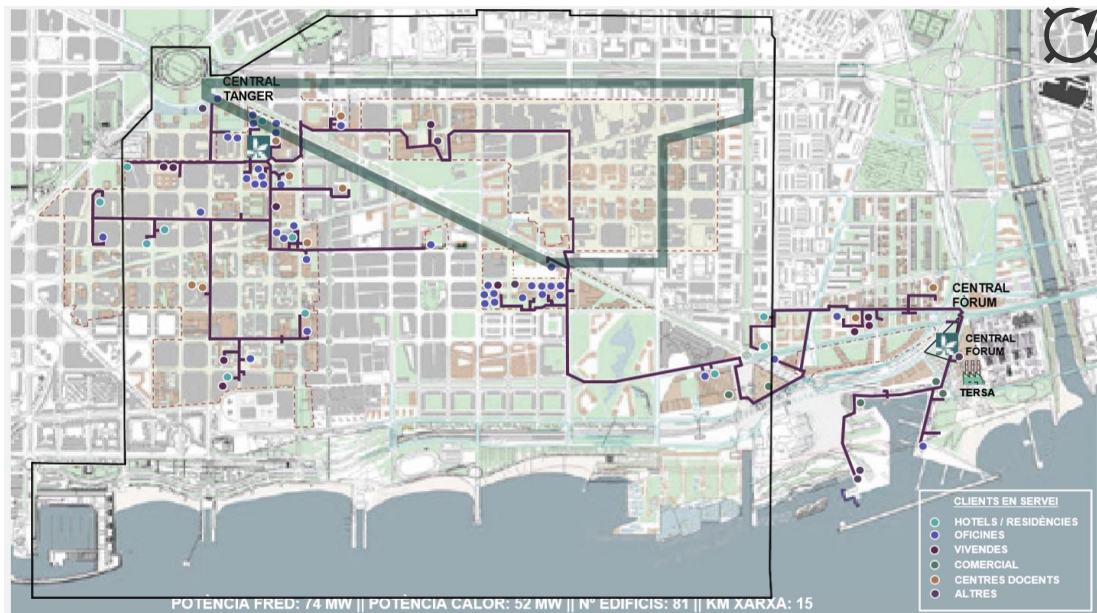 CENTRAL
TANGER
CENTRAL
FÒRUM
CENTRAL
FÒRUM
TERSA
CLIENTS EN SERVEI
HOTELS / RESIDÈNCIES
OFICINES
VIVENDES
COMERCIAL
CENTRES DOCENTS
ALTRES
POTÈNCIA FRED: 74 MW || POTÈNCIA CALOR: 52 MW || Nº EDIFICIS: 81 || KM XARXA: 15